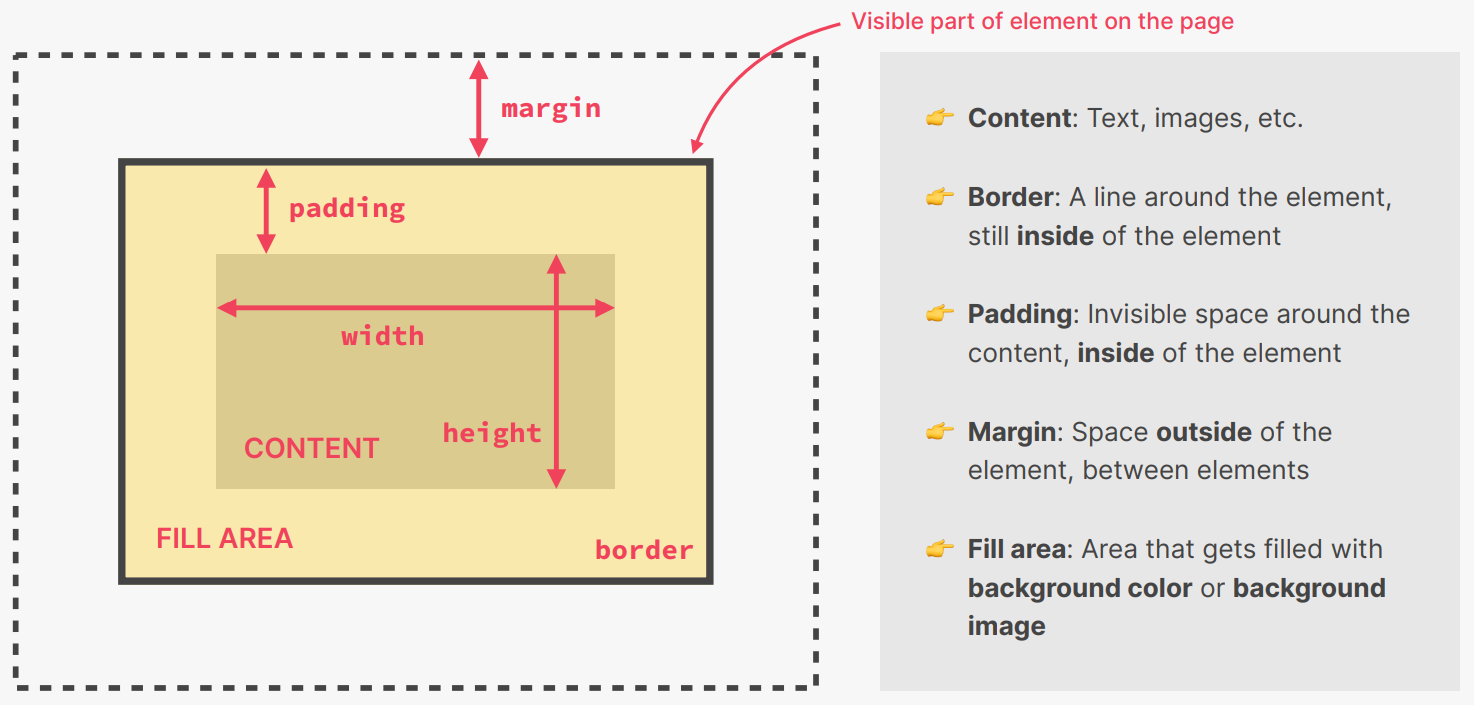 Visible part of element on the page
margin
padding
width
height
CONTENT
FILL AREA
border
👉 Content: Text, images, etc.
👉 Border: A line around the element,
still inside of the element
👉 Padding: Invisible space around the
content, inside of the element
👉 Margin: Space outside of the
element, between elements
👉 Fill area: Area that gets filled with
background color or background
image